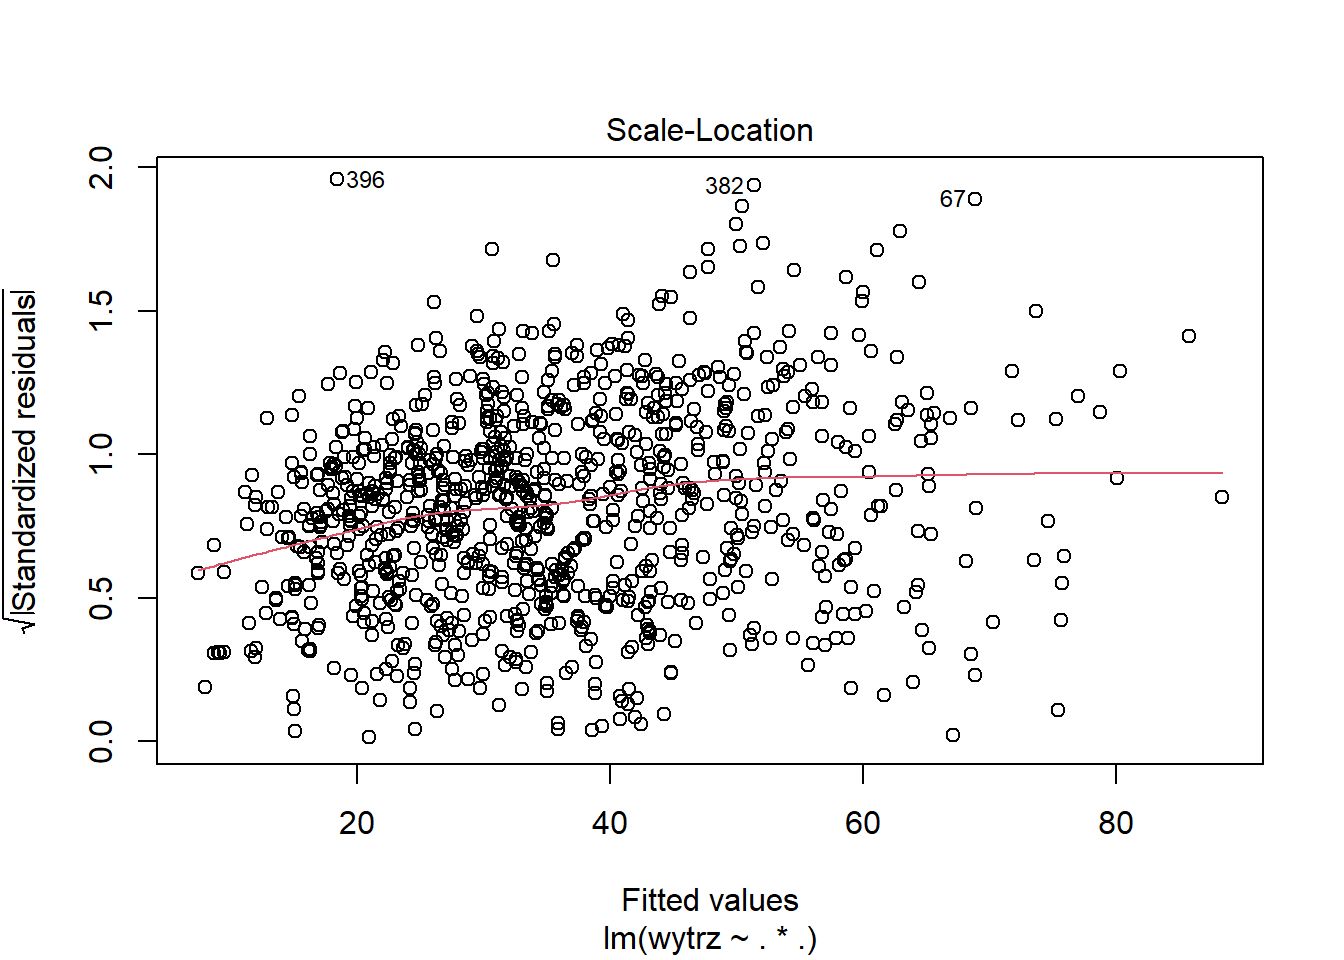 Scale-Location
√|Standardized residuals|
2.0
1.5
1.0
0.5
0.0
396
382
67
20 40 60 80
Fitted values
lm(wytrz ~ . * .)